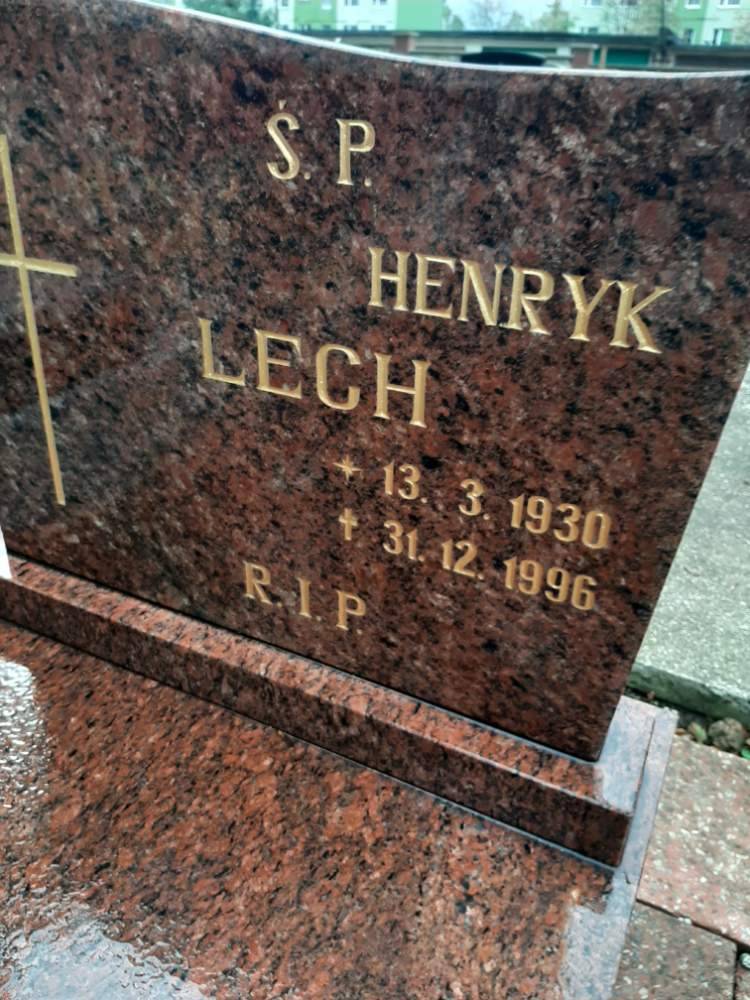 Ś. P.
HENRYK
LECH
* 13. 3. 1930
† 31. 12. 1996
R. I. P.